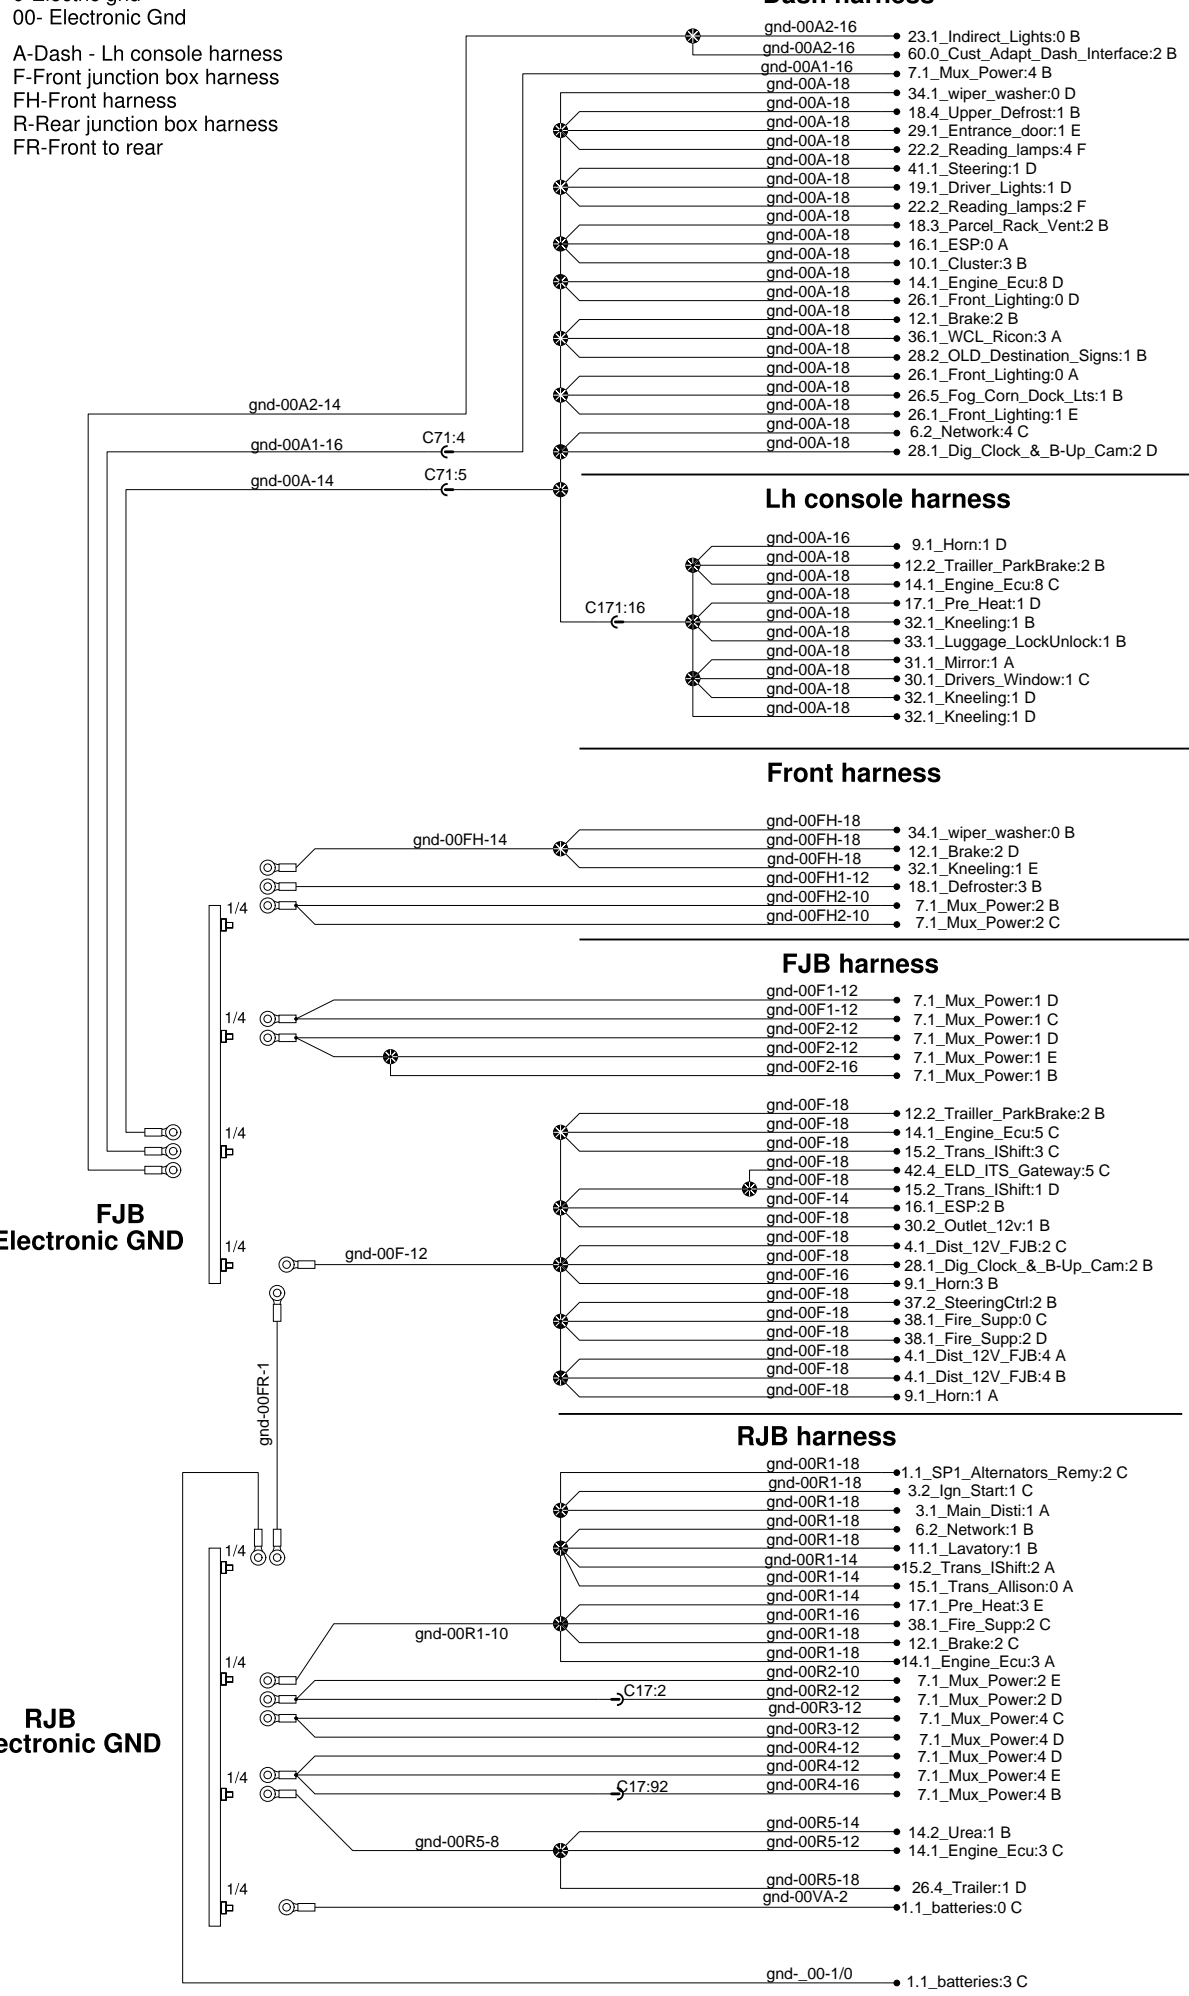 00- Electronic Gnd
A-Dash - Lh console harness
F-Front junction box harness
FH-Front harness
R-Rear junction box harness
FR-Front to rear
gnd-00A2-16 23.1_Indirect_Lights:0 B
gnd-00A2-16 60.0_Cust_Adapt_Dash_Interface:2 B
gnd-00A1-16 7.1_Mux_Power:4 B
gnd-00A-18 34.1_wiper_washer:0 D
gnd-00A-18 18.4_Upper_Defrost:1 B
gnd-00A-18 29.1_Entrance_door:1 E
gnd-00A-18 22.2_Reading_lamps:4 F
gnd-00A-18 41.1_Steering:1 D
gnd-00A-18 19.1_Driver_Lights:1 D
gnd-00A-18 22.2_Reading_lamps:2 F
gnd-00A-18 18.3_Parcel_Rack_Vent:2 B
gnd-00A-18 16.1_ESP:0 A
gnd-00A-18 10.1_Cluster:3 B
gnd-00A-18 14.1_Engine_Ecu:8 D
gnd-00A-18 26.1_Front_Lighting:0 D
gnd-00A-18 12.1_Brake:2 B
gnd-00A-18 36.1_WCL_Ricon:3 A
gnd-00A-18 28.2_OLD_Destination_Signs:1 B
gnd-00A-18 26.1_Front_Lighting:0 A
gnd-00A-18 26.5_Fog_Corn_Dock_Lts:1 B
gnd-00A-18 26.1_Front_Lighting:1 E
gnd-00A-18 6.2_Network:4 C
gnd-00A-18 28.1_Dig_Clock_&_B-Up_Cam:2 D
gnd-00A2-14
gnd-00A1-16 C71:4
gnd-00A-14 C71:5
Lh console harness
gnd-00A-16 9.1_Horn:1 D
gnd-00A-18 12.2_Trailler_ParkBrake:2 B
gnd-00A-18 14.1_Engine_Ecu:8 C
gnd-00A-18 17.1_Pre_Heat:1 D
C171:16 gnd-00A-18 32.1_Kneeling:1 B
gnd-00A-18 33.1_Luggage_LockUnlock:1 B
gnd-00A-18 31.1_Mirror:1 A
gnd-00A-18 30.1_Drivers_Window:1 C
gnd-00A-18 32.1_Kneeling:1 D
gnd-00A-18 32.1_Kneeling:1 D
Front harness
gnd-00FH-18 34.1_wiper_washer:0 B
gnd-00FH-14 gnd-00FH-18 12.1_Brake:2 D
gnd-00FH-18 32.1_Kneeling:1 E
gnd-00FH1-12 18.1_Defroster:3 B
1/4 gnd-00FH2-10 7.1_Mux_Power:2 B
gnd-00FH2-10 7.1_Mux_Power:2 C
FJB harness
gnd-00F1-12 7.1_Mux_Power:1 D
1/4 gnd-00F1-12 7.1_Mux_Power:1 C
gnd-00F2-12 7.1_Mux_Power:1 D
gnd-00F2-12 7.1_Mux_Power:1 E
gnd-00F2-16 7.1_Mux_Power:1 B
gnd-00F-18 12.2_Trailler_ParkBrake:2 B
1/4 gnd-00F-18 14.1_Engine_Ecu:5 C
gnd-00F-18 15.2_Trans_IShift:3 C
gnd-00F-18 42.4_ELD_ITS_Gateway:5 C
gnd-00F-18 15.2_Trans_IShift:1 D
gnd-00F-14 16.1_ESP:2 B
gnd-00F-18 30.2_Outlet_12v:1 B
FJB
Electronic GND
gnd-00F-18 4.1_Dist_12V_FJB:2 C
1/4 gnd-00F-12 gnd-00F-18 28.1_Dig_Clock_&_B-Up_Cam:2 B
gnd-00F-16 9.1_Horn:3 B
gnd-00F-18 37.2_SteeringCtrl:2 B
gnd-00F-18 38.1_Fire_Supp:0 C
gnd-00F-18 38.1_Fire_Supp:2 D
gnd-00F-18 4.1_Dist_12V_FJB:4 A
gnd-00F-18 4.1_Dist_12V_FJB:4 B
gnd-00F-18 9.1_Horn:1 A
gnd-00FR-1
RJB harness
gnd-00R1-18 1.1_SP1_Alternators_Remy:2 C
gnd-00R1-18 3.2_Ign_Start:1 C
gnd-00R1-18 3.1_Main_Disti:1 A
gnd-00R1-18 6.2_Network:1 B
1/4 gnd-00R1-18 11.1_Lavatory:1 B
gnd-00R1-14 15.2_Trans_IShift:2 A
gnd-00R1-14 15.1_Trans_Allison:0 A
gnd-00R1-14 17.1_Pre_Heat:3 E
gnd-00R1-10 gnd-00R1-16 38.1_Fire_Supp:2 C
gnd-00R1-18 12.1_Brake:2 C
1/4 gnd-00R1-18 14.1_Engine_Ecu:3 A
gnd-00R2-10 7.1_Mux_Power:2 E
C17:2 gnd-00R2-12 7.1_Mux_Power:2 D
gnd-00R3-12 7.1_Mux_Power:4 C
gnd-00R3-12 7.1_Mux_Power:4 D
RJB
ectronic GND
gnd-00R4-12 7.1_Mux_Power:4 D
1/4 gnd-00R4-12 7.1_Mux_Power:4 E
C17:92 gnd-00R4-16 7.1_Mux_Power:4 B
gnd-00R5-14 14.2_Urea:1 B
gnd-00R5-8 gnd-00R5-12 14.1_Engine_Ecu:3 C
gnd-00R5-18 26.4_Trailer:1 D
1/4 gnd-00VA-2 1.1_batteries:0 C
gnd-_00-1/0 1.1_batteries:3 C